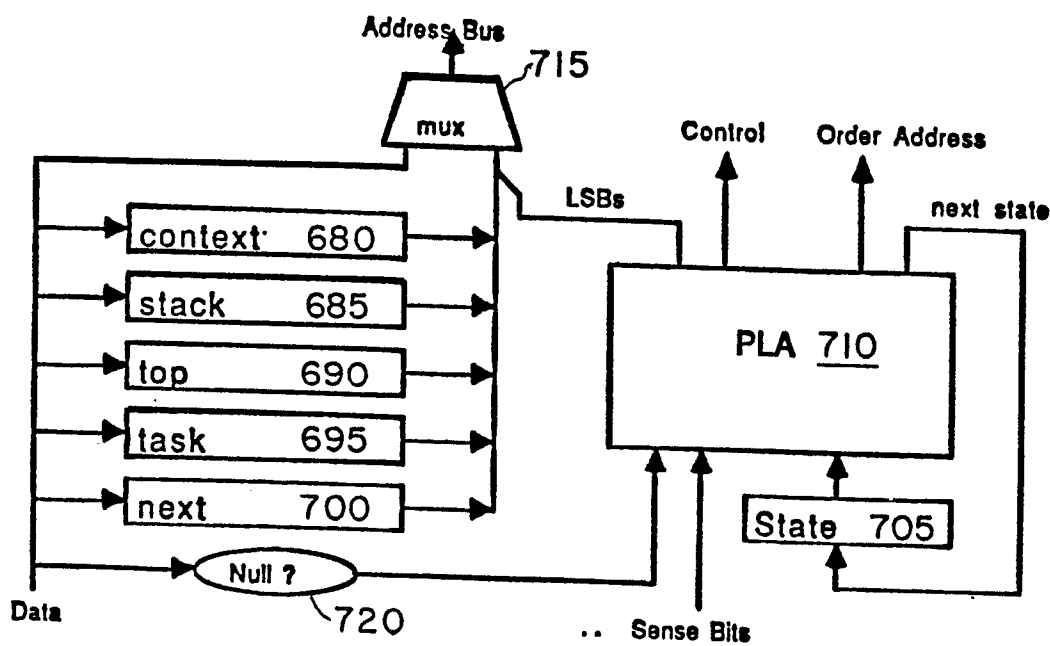 Address Bus
715
mux
Control
Order Address
LSBs
next state
context 680
stack 685
top 690
task 695
next 700
PLA 710
State 705
Null ?
720
Data
.. Sense Bits